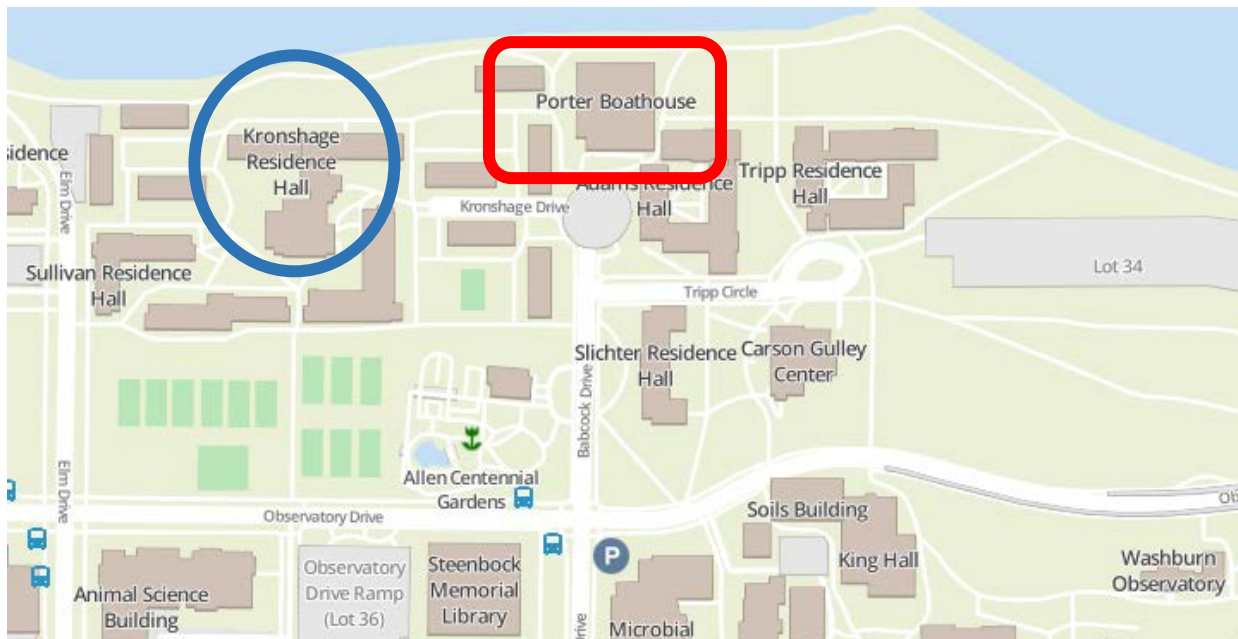 Porter Boathouse
Kronshage
Residence
Hall
sidence
Tripp Residence
Hall
Adams Residence
Hall
Elm Drive
Kronshage Drive
Sullivan Residence
Hall
Lot 34
Tripp Circle
Slichter Residence
Hall
Carson Gulley
Center
Babcock Drive
Allen Centennial
Gardens
Elm Drive
Observatory Drive
Soils Building
Ob
P
King Hall
Observatory
Drive Ramp
(Lot 36)
Steenbock
Memorial
Library
Washburn
Observatory
Animal Science
Building
Drive
Microbial